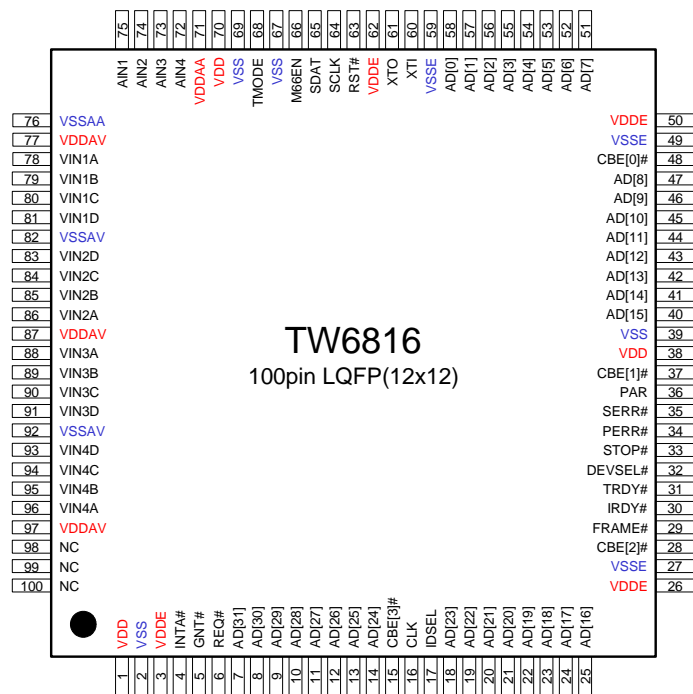 75 74 73 72 71 70 69 68 67 66 65 64 63 62 61 60 59 58 57 56 55 54 53 52 51
AIN1 AIN2 AIN3 AIN4 VDDAA VDD VSS TMODE VSS M66EN SDAT SCLK RST# VDDE XTO XTI VSSE AD[0] AD[1] AD[2] AD[3] AD[4] AD[5] AD[6] AD[7]
76 VSSAA VDDE 50
77 VDDAV VSSE 49
78 VIN1A CBE[0]# 48
79 VIN1B AD[8] 47
80 VIN1C AD[9] 46
81 VIN1D AD[10] 45
82 VSSAV AD[11] 44
83 VIN2D AD[12] 43
84 VIN2C AD[13] 42
85 VIN2B AD[14] 41
86 VIN2A AD[15] 40
87 VDDAV VSS 39
88 VIN3A VDD 38
89 VIN3B CBE[1]# 37
90 VIN3C PAR 36
91 VIN3D SERR# 35
92 VSSAV PERR# 34
93 VIN4D STOP# 33
94 VIN4C DEVSEL# 32
95 VIN4B TRDY# 31
96 VIN4A IRDY# 30
97 VDDAV FRAME# 29
98 NC CBE[2]# 28
99 NC VSSE 27
100 NC VDDE 26
TW6816
100pin LQFP(12x12)
VDD VSS VDDE INTA# GNT# REQ# AD[31] AD[30] AD[29] AD[28] AD[27] AD[26] AD[25] AD[24] CBE[3]# CLK IDSEL AD[23] AD[22] AD[21] AD[20] AD[19] AD[18] AD[17] AD[16]
1 2 3 4 5 6 7 8 9 10 11 12 13 14 15 16 17 18 19 20 21 22 23 24 25